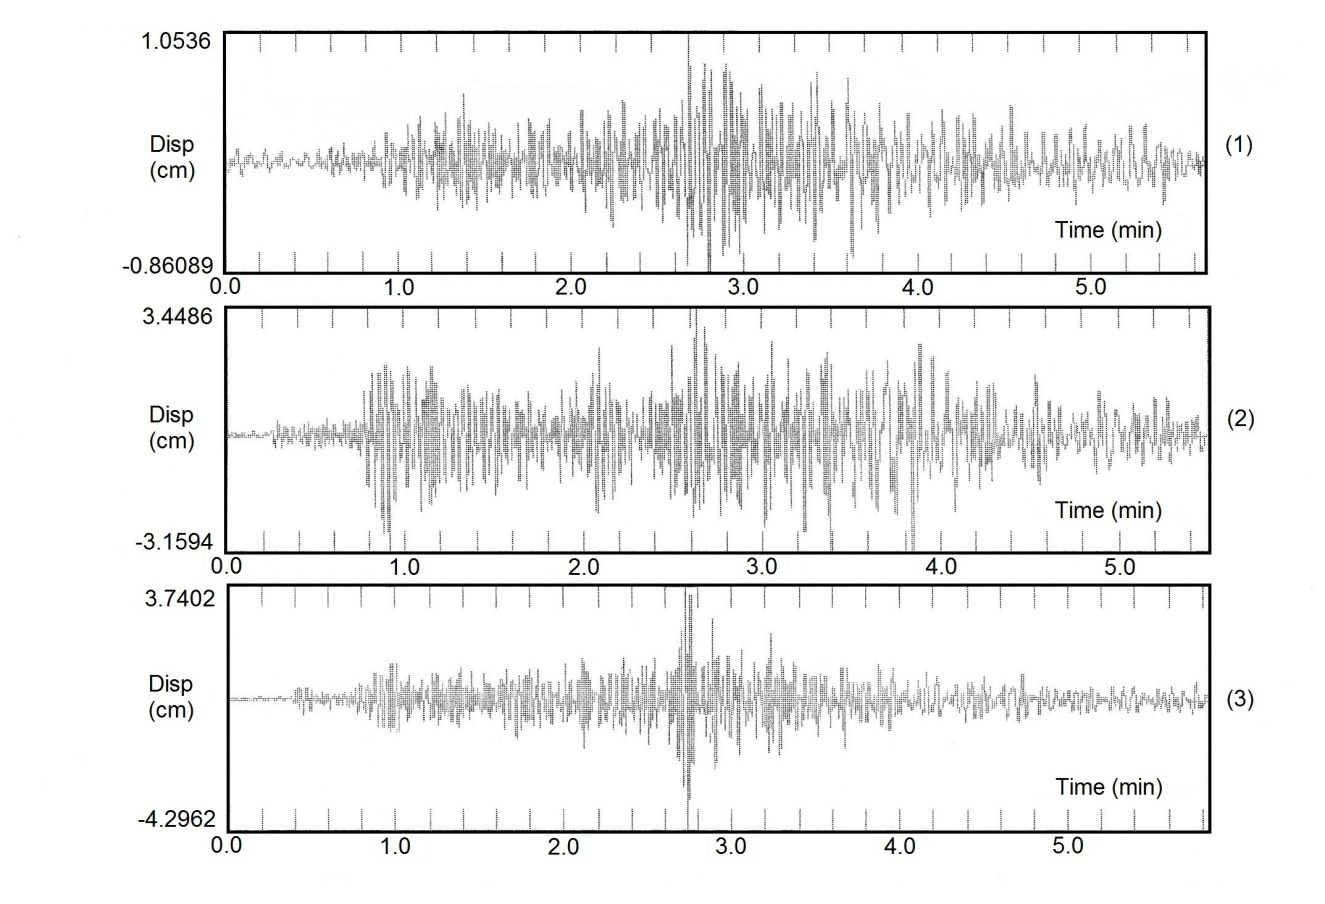 1.0536
Disp
(cm)
(1)
Time (min)
-0.86089
0.0 1.0 2.0 3.0 4.0 5.0
3.4486
Disp
(cm)
(2)
Time (min)
-3.1594
0.0 1.0 2.0 3.0 4.0 5.0
3.7402
Disp
(cm)
(3)
Time (min)
-4.2962
0.0 1.0 2.0 3.0 4.0 5.0